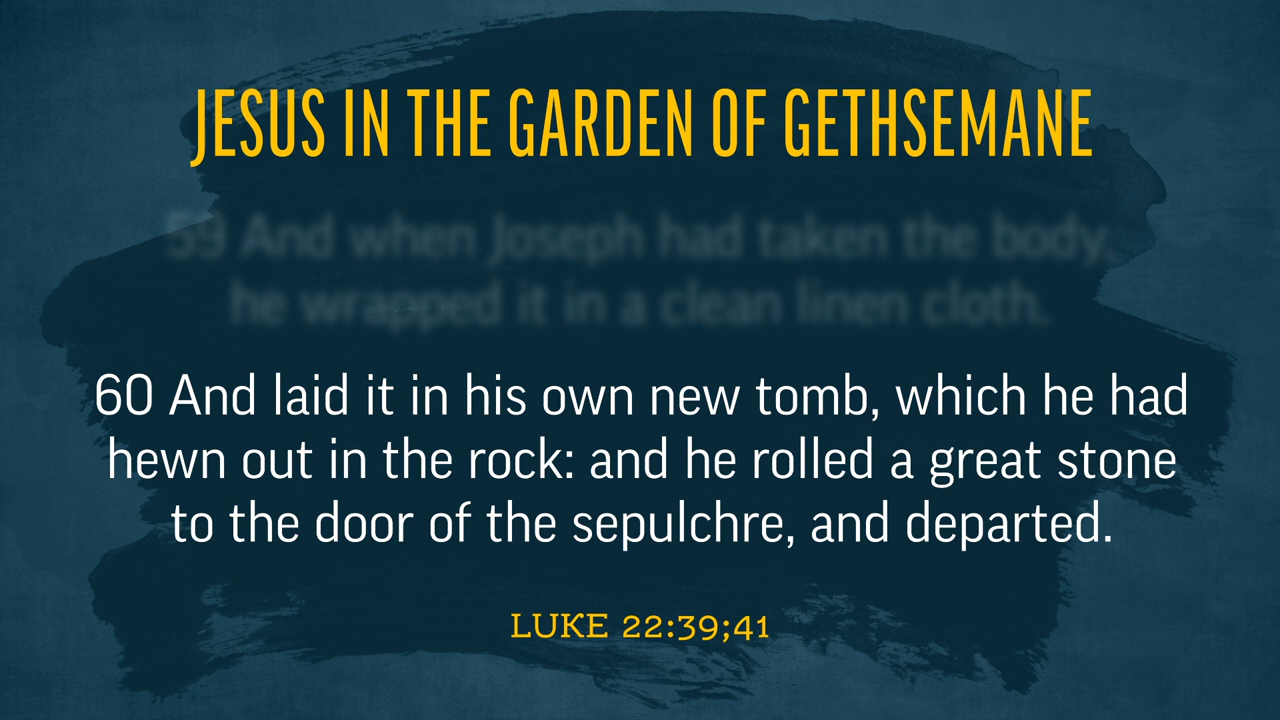 JESUS IN THE GARDEN OF GETHSEMANE
59 And when Joseph had taken the body,
he wrapped it in a clean linen cloth.
60 And laid it in his own new tomb, which he had
hewn out in the rock: and he rolled a great stone
to the door of the sepulchre, and departed.
LUKE 22:39;41